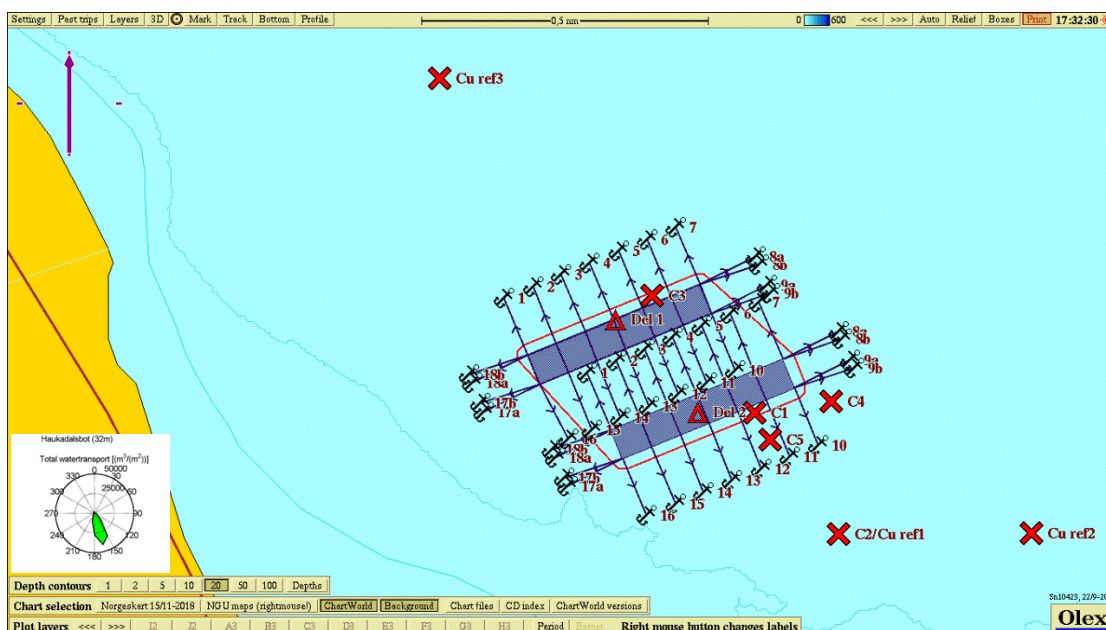 Settings Past trips Layers 3D Mark Track Bottom Profile 0,5 nm 0 600 <<< >>> Auto Relief Boxes Print 17:32:30
Cu ref3
7
6
5
4
3
2
1
8a
8b
9a
9b
7
C3
6
Del 1
5
4
3
2
1
8a
8b
9a
9b
10
11
12
13
14
15
16
18b
18a
17b
17a
Del 2
C1
C4
C5
10
11
12
13
14
15
16
18b
18a
17b
17a
C2/Cu ref1
Cu ref2
Haukadalsbot (32m)
Total watertransport [(m³/(m²))]
0 50000
330 30
25000
300 60
270 90
240 120
210 150
180
Depth contours 1 2 5 10 20 50 100 Depths
Chart selection Norgeskart 15/11-2018 NGU maps (rightmouse!) ChartWorld Background Chart files CD index ChartWorld versions
Plot layers <<< >>> I2 J2 A3 B3 C3 D3 E3 F3 G3 H3 Period Berner Right mouse button changes labels
Sn10423, 22/9-20
Olex